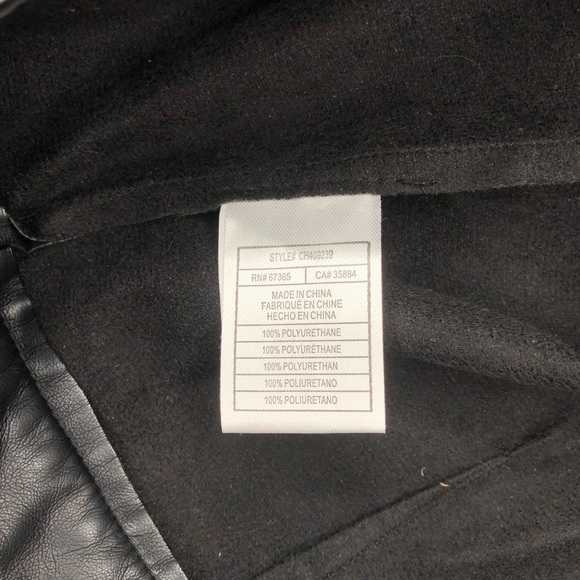 STYLE# CH409239
RN# 67365 CA# 35884
MADE IN CHINA
FABRIQUÉ EN CHINE
HECHO EN CHINA
100% POLYURETHANE
100% POLYURÉTHANE
100% POLYURETHAN
100% POLIURETANO
100% POLIURETANO